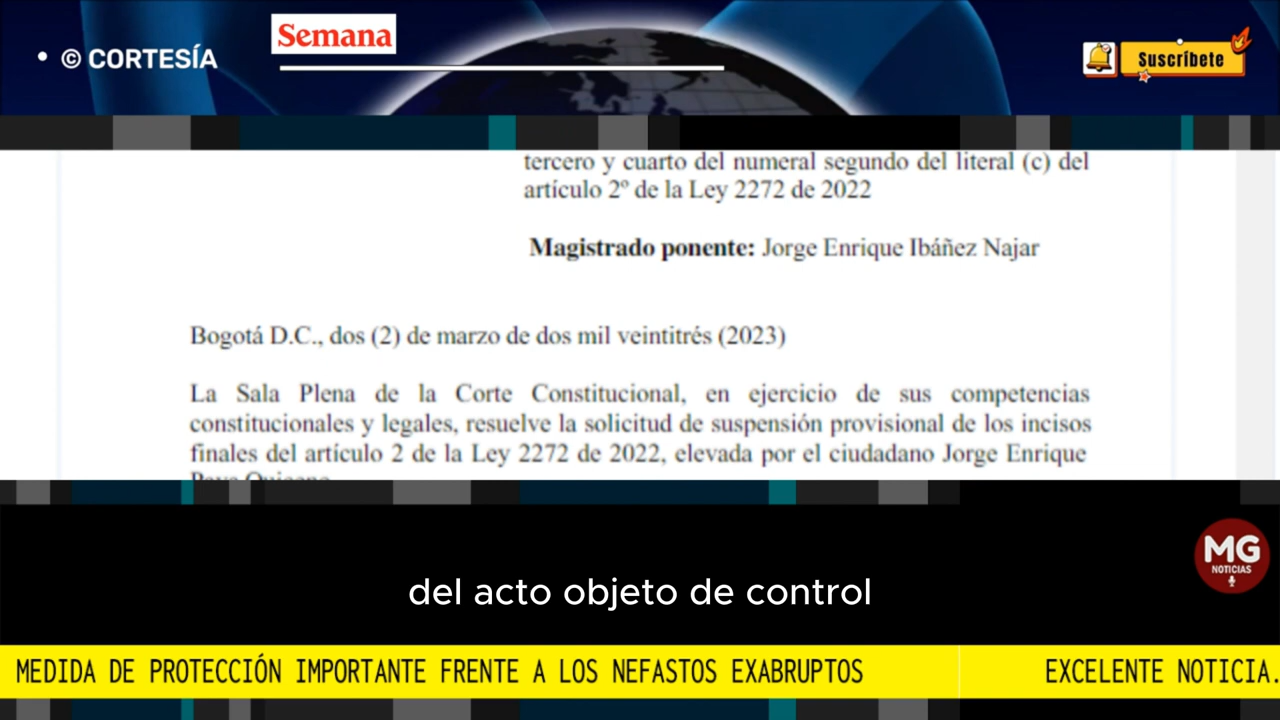 • © CORTESÍA
Semana
Suscríbete
tercero y cuarto del numeral segundo del literal (c) del
artículo 2º de la Ley 2272 de 2022
Magistrado ponente: Jorge Enrique Ibáñez Najar
Bogotá D.C., dos (2) de marzo de dos mil veintitrés (2023)
La Sala Plena de la Corte Constitucional, en ejercicio de sus competencias
constitucionales y legales, resuelve la solicitud de suspensión provisional de los incisos
finales del artículo 2 de la Ley 2272 de 2022, elevada por el ciudadano Jorge Enrique
del acto objeto de control
MG
NOTICIAS
MEDIDA DE PROTECCIÓN IMPORTANTE FRENTE A LOS NEFASTOS EXABRUPTOS
EXCELENTE NOTICIA.